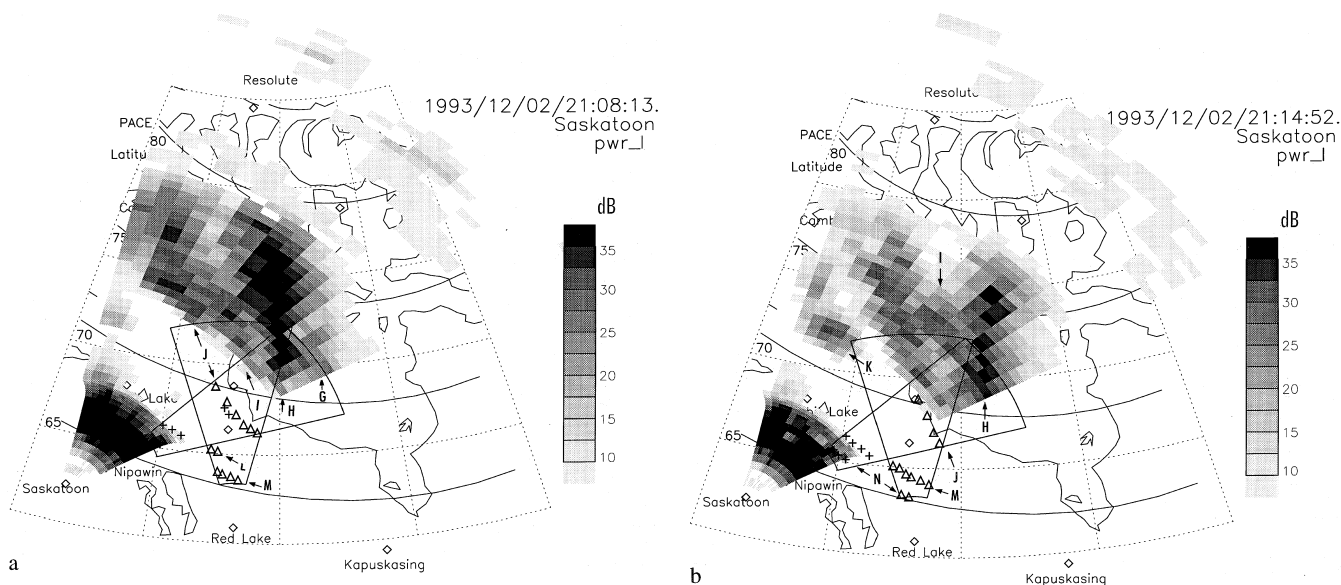 Resolute
1993/12/02/21:08:13.
Saskatoon
pwr_l
PACE
80
Latitu
dB
75
35
30
25
20
15
10
70
J
I
H
G
Lake
65
L
M
Nipawin
Saskatoon
Red Lake
Kapuskasing
a
Resolute
1993/12/02/21:14:52.
Saskatoon
pwr_l
PACE
80
Latitude
dB
75
I
35
30
25
20
15
10
70
K
Lake
65
H
N
J
M
Nipawin
Saskatoon
Red Lake
Kapuskasing
b